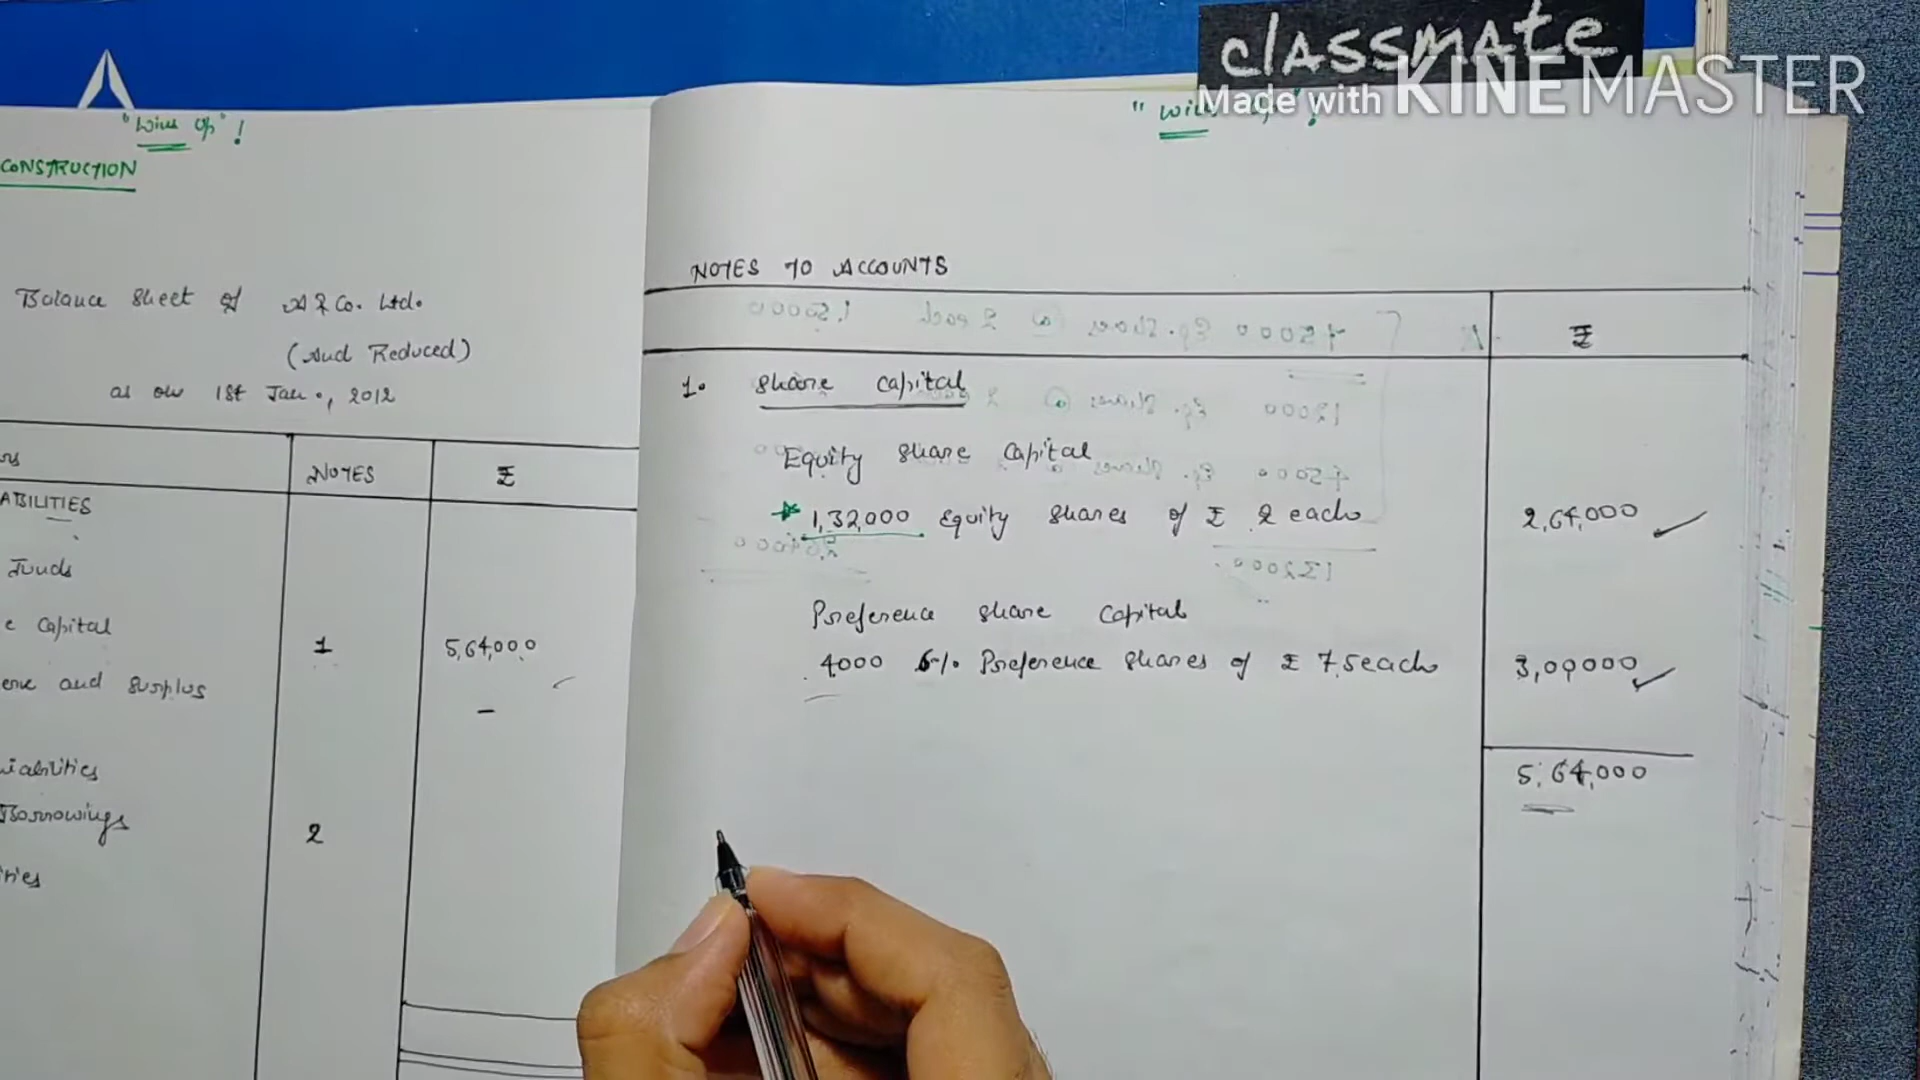 classmate
Made with KINEMASTER
"Wins Up"!
CONSTRUCTION
Balance Sheet of A & Co. Ltd.
(And Reduced)
as on 1st Jan., 2012
NOTES ₹
ABILITIES
Funds
e Capital 1 5,64,000
erve and Surplus -
iabilities
Borrowings 2
NOTES TO ACCOUNTS
₹
1. Share Capital
Equity Share Capital
1,32,000 Equity Shares of ₹ 2 each 2,64,000
Preference Share Capital
4000 6% Preference Shares of ₹ 75 each 3,00000
5,64,000